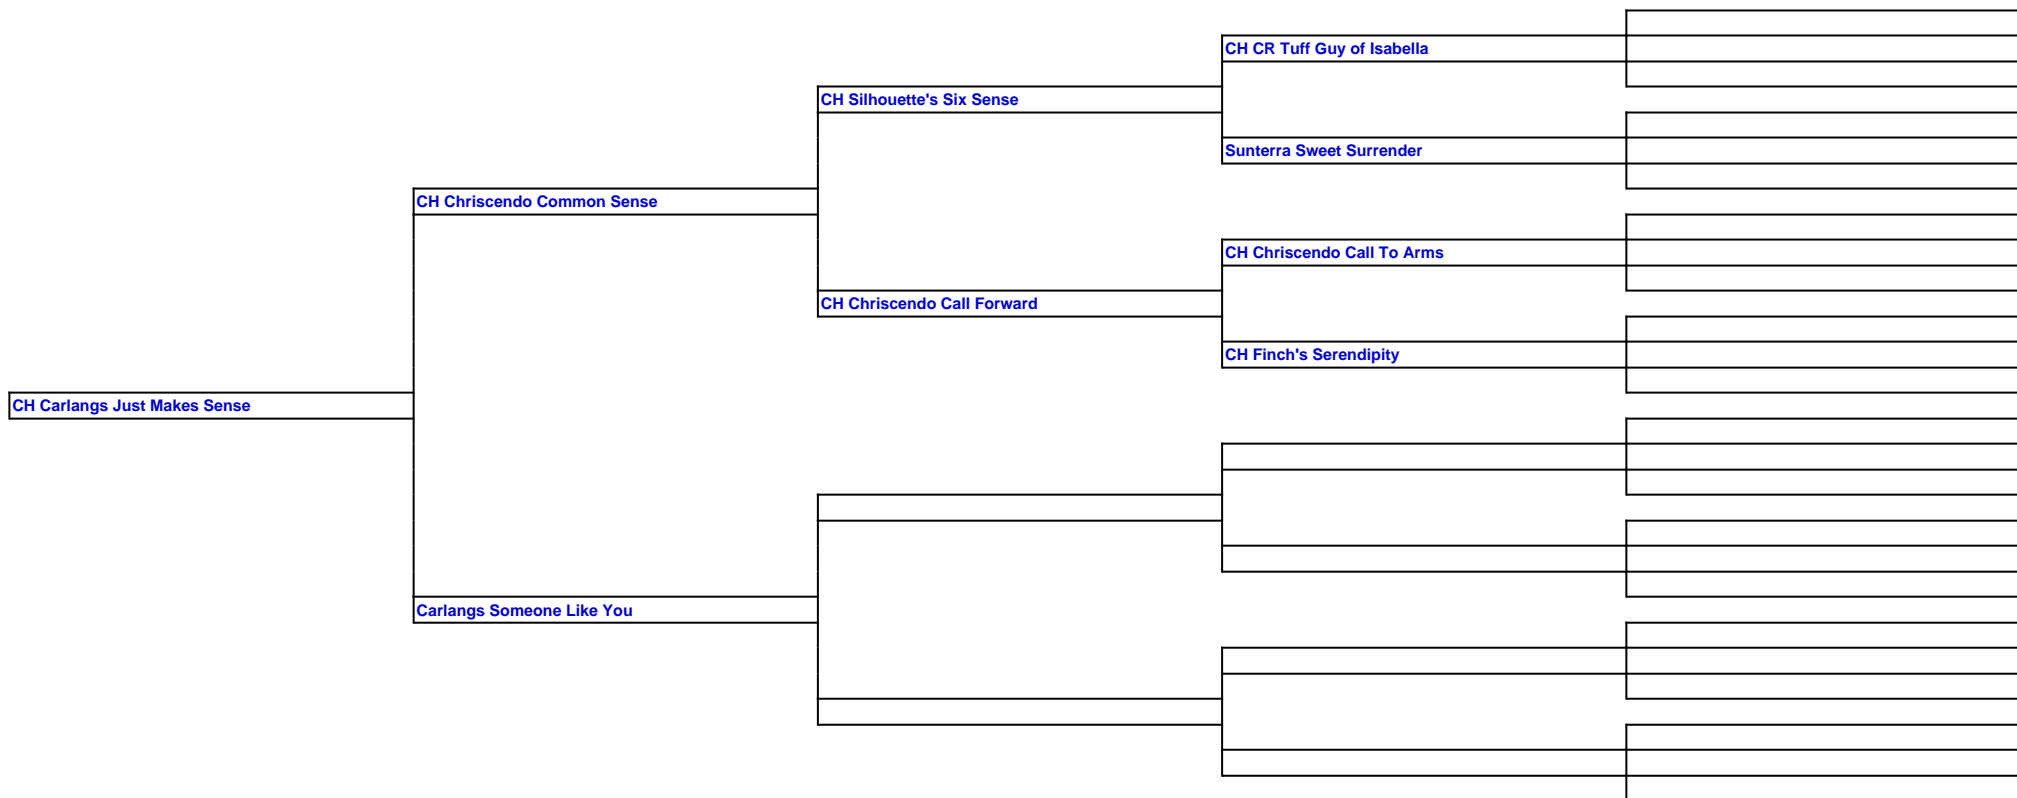 CH CR Tuff Guy of Isabella
CH Silhouette's Six Sense
Sunterra Sweet Surrender
CH Chriscendo Common Sense
CH Chriscendo Call To Arms
CH Chriscendo Call Forward
CH Finch's Serendipity
CH Carlangs Just Makes Sense
Carlangs Someone Like You